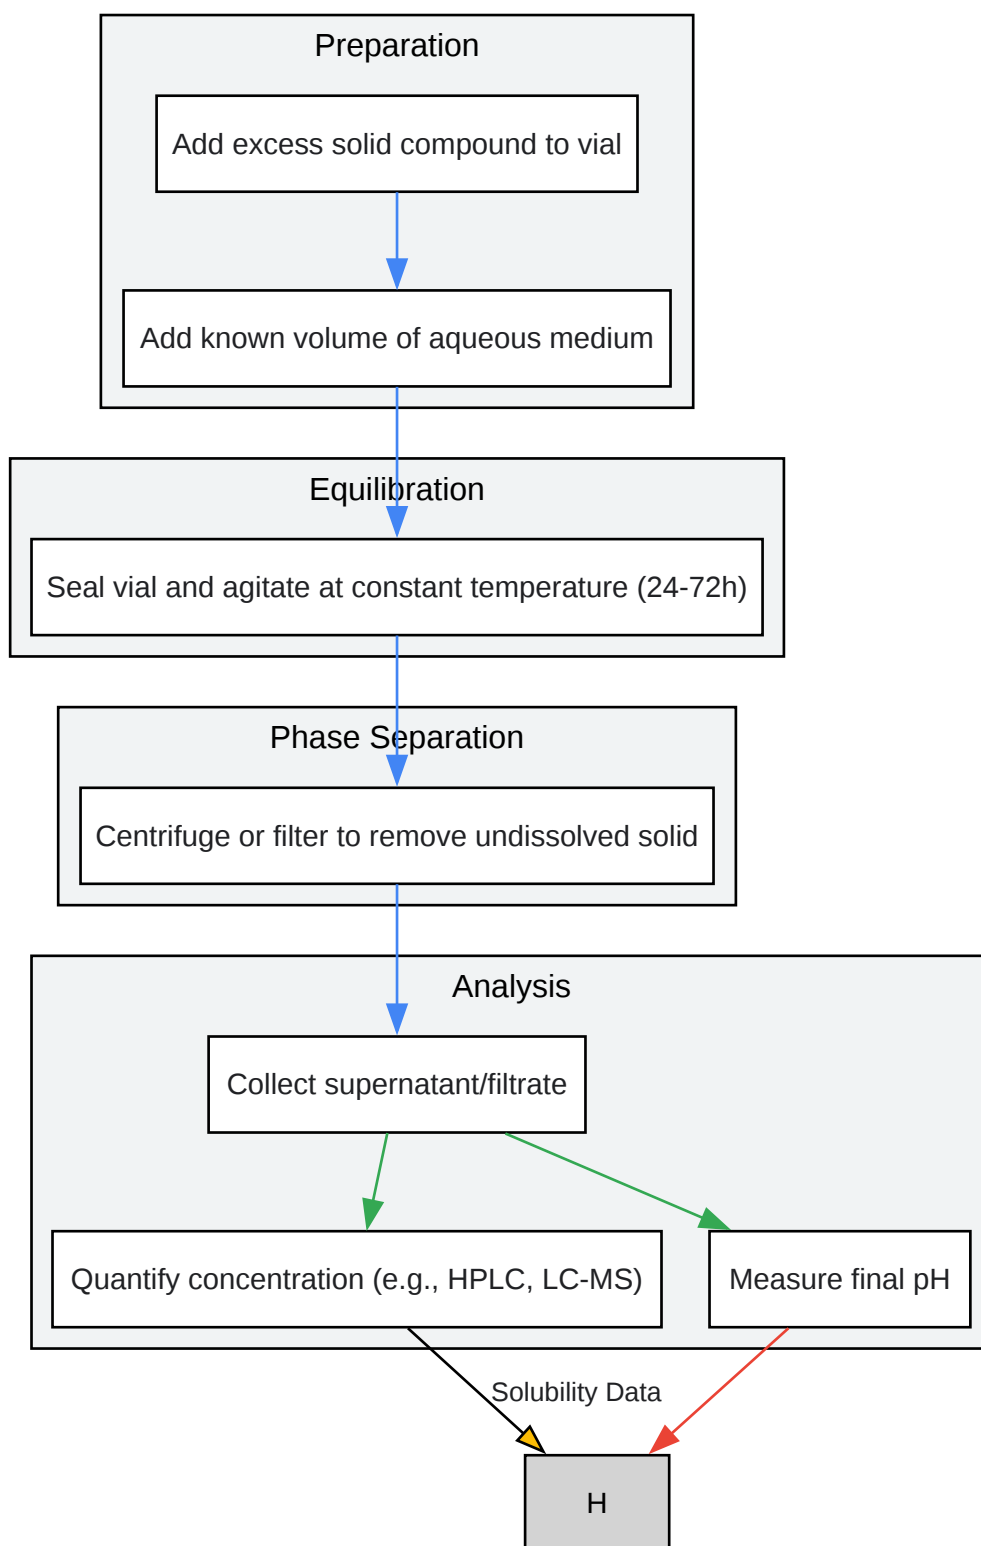 Preparation
Add excess solid compound to vial
Add known volume of aqueous medium
Equilibration
Seal vial and agitate at constant temperature (24-72h)
Phase Separation
Centrifuge or filter to remove undissolved solid
Analysis
Collect supernatant/filtrate
Quantify concentration (e.g., HPLC, LC-MS)
Measure final pH
Solubility Data
H